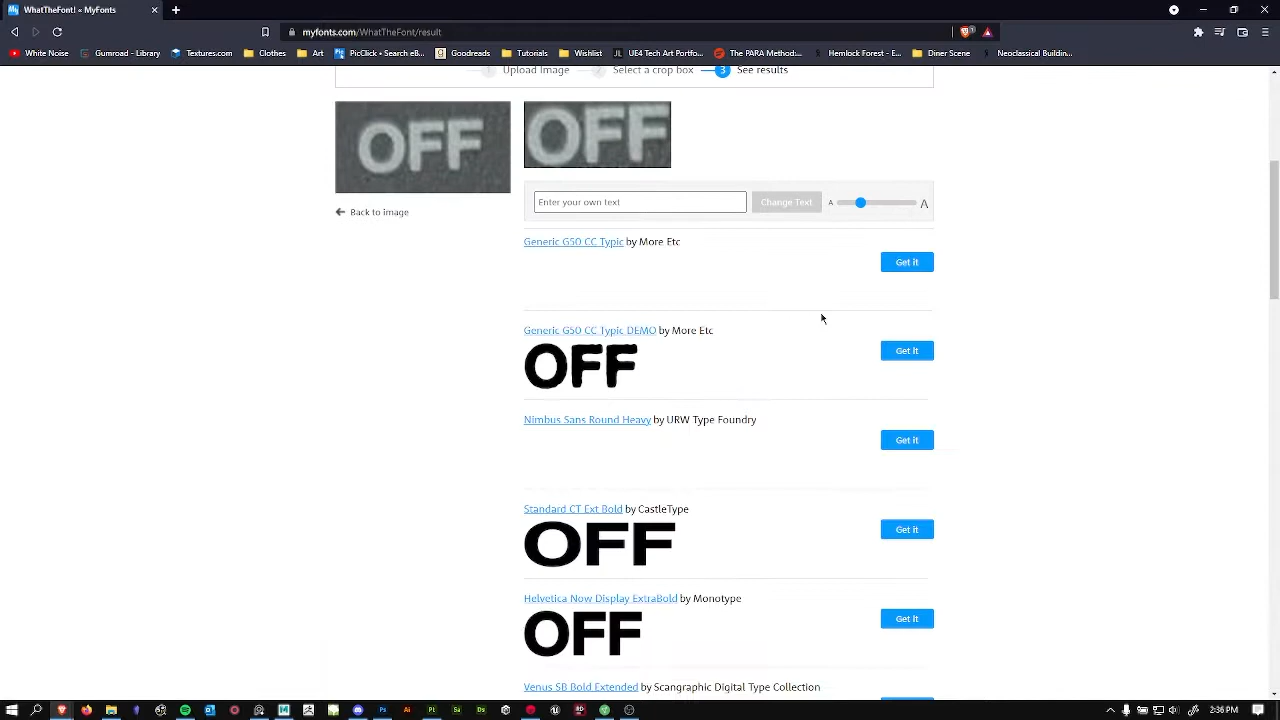 WhatTheFont! « MyFonts
myfonts.com/WhatTheFont/result
White Noise
Gumroad - Library
Textures.com
Clothing
Art
PicClick • Search eB...
Goodreads
Tutorials
Wishlist
UE4 Tech Art Portfo...
The PARA Method:...
Hemlock Forest - E...
Diner Scene
Neoclassical Building...
1 Upload Image 2 Select a crop box 3 See results
OFF OFF
Enter your own text Change Text A A
Back to image
Generic G50 CC Typic by More Etc
Get it
Generic G50 CC Typic DEMO by More Etc
OFF
Get it
Nimbus Sans Round Heavy by URW Type Foundry
Get it
Standard CT Ext Bold by CastleType
OFF
Get it
Helvetica Now Display ExtraBold by Monotype
OFF
Get it
Venus SB Bold Extended by Scangraphic Digital Type Collection
3:38 PM